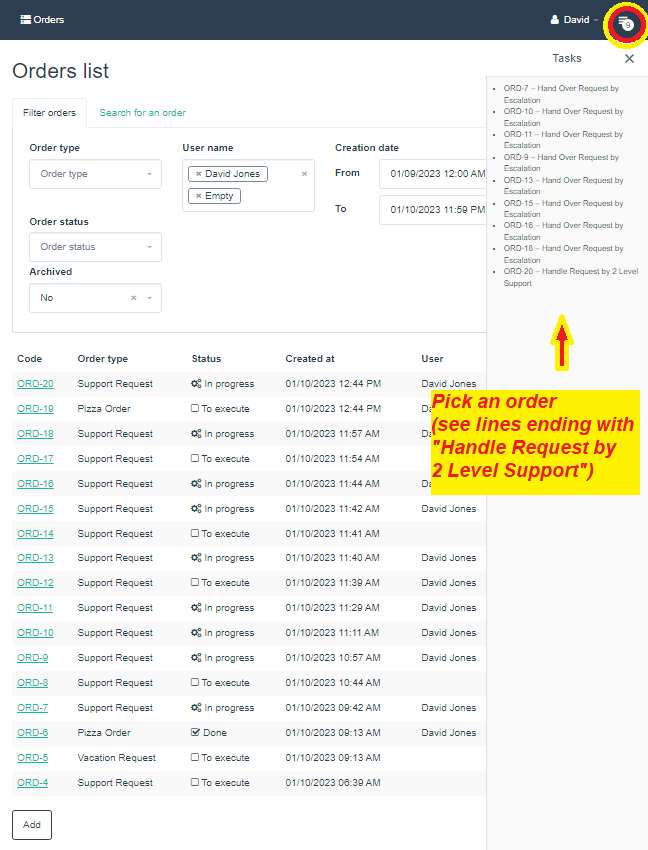 Orders
David
9
Tasks
Orders list
Filter orders
Search for an order
Order type
Order type
Order status
Order status
Archived
No
User name
× David Jones
× Empty
Creation date
From
01/09/2023 12:00 AM
To
01/10/2023 11:59 PM
ORD-7 – Hand Over Request by
Escalation
ORD-10 – Hand Over Request by
Escalation
ORD-11 – Hand Over Request by
Escalation
ORD-9 – Hand Over Request by
Escalation
ORD-13 – Hand Over Request by
Escalation
ORD-15 – Hand Over Request by
Escalation
ORD-16 – Hand Over Request by
Escalation
ORD-18 – Hand Over Request by
Escalation
ORD-20 – Handle Request by 2 Level
Support
Pick an order
(see lines ending with
"Handle Request by
2 Level Support")
Code Order type Status Created at User
ORD-20 Support Request In progress 01/10/2023 12:44 PM David Jones
ORD-19 Pizza Order To execute 01/10/2023 12:44 PM
ORD-18 Support Request In progress 01/10/2023 11:57 AM
ORD-17 Support Request To execute 01/10/2023 11:54 AM
ORD-16 Support Request In progress 01/10/2023 11:44 AM
ORD-15 Support Request In progress 01/10/2023 11:42 AM David Jones
ORD-14 Support Request To execute 01/10/2023 11:41 AM
ORD-13 Support Request In progress 01/10/2023 11:40 AM David Jones
ORD-12 Support Request To execute 01/10/2023 11:39 AM David Jones
ORD-11 Support Request In progress 01/10/2023 11:29 AM David Jones
ORD-10 Support Request In progress 01/10/2023 11:11 AM David Jones
ORD-9 Support Request In progress 01/10/2023 10:57 AM David Jones
ORD-8 Support Request To execute 01/10/2023 10:44 AM
ORD-7 Support Request In progress 01/10/2023 09:42 AM David Jones
ORD-6 Pizza Order Done 01/10/2023 09:13 AM David Jones
ORD-5 Vacation Request To execute 01/10/2023 09:13 AM
ORD-4 Support Request To execute 01/10/2023 06:39 AM
Add